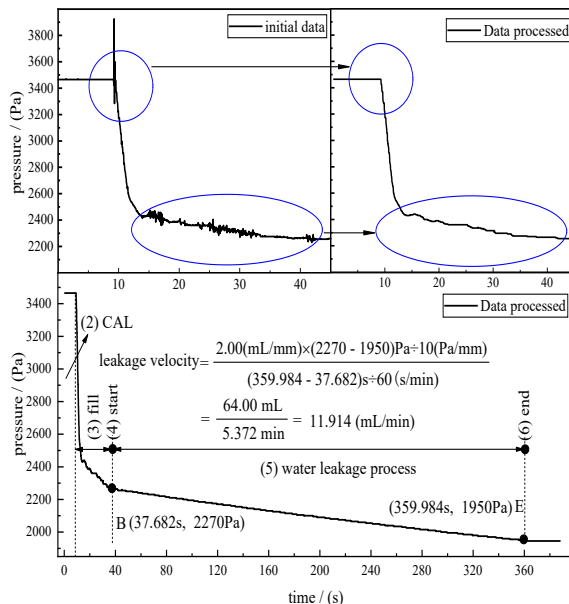 initial data
Data processed
pressure / (Pa)
3800
3600
3400
3200
3000
2800
2600
2400
2200
10
20
30
40
10
20
30
40
Data processed
pressure / (Pa)
3400
3200
3000
2800
2600
2400
2200
2000
(2) CAL
leakage velocity= 2.00(mL/mm)×(2270 - 1950)Pa÷10(Pa/mm)
(359.984 - 37.682)s÷60 (s/min)
= 64.00 mL
5.372 min
= 11.914 (mL/min)
(3) fill
(4) start
(6) end
(5) water leakage process
B (37.682s, 2270Pa)
(359.984s, 1950Pa) E
0
40
80
120
160
200
240
280
320
360
time / (s)